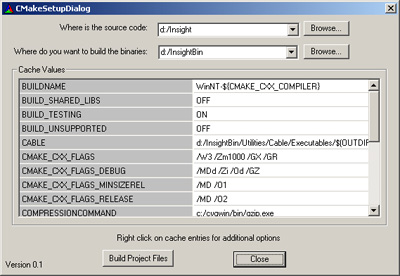 CMakeSetupDialog
Where is the source code: d:/Insight Browse...
Where do you want to build the binaries: d:/InsightBin Browse...
Cache Values
BUILDNAME WinNT-${CMAKE_CXX_COMPILER}
BUILD_SHARED_LIBS OFF
BUILD_TESTING ON
BUILD_UNSUPPORTED OFF
CABLE d:/InsightBin/Utilities/Cable/Executables/$(OUTDIR
CMAKE_CXX_FLAGS /W3 /Zm1000 /GX /GR
CMAKE_CXX_FLAGS_DEBUG /MDd /Zi /Od /GZ
CMAKE_CXX_FLAGS_MINSIZEREL /MD /O1
CMAKE_CXX_FLAGS_RELEASE /MD /O2
COMPRESSIONCOMMAND c:/cygwin/bin/gzip.exe
Right click on cache entries for additional options
Version 0.1 Build Project Files Close